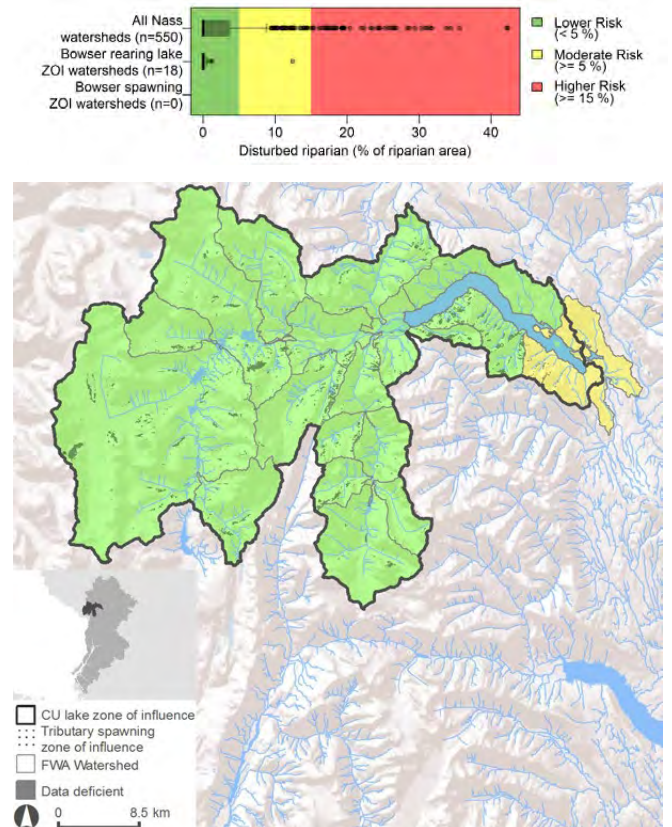 All Nass
watersheds (n=550)
Bowser rearing lake
ZOI watersheds (n=18)
Bowser spawning
ZOI watersheds (n=0)
0 10 20 30 40
Disturbed riparian (% of riparian area)
Lower Risk
(< 5 %)
Moderate Risk
(>= 5 %)
Higher Risk
(>= 15 %)
CU lake zone of influence
Tributary spawning
zone of influence
FWA Watershed
Data deficient
0 8.5 km